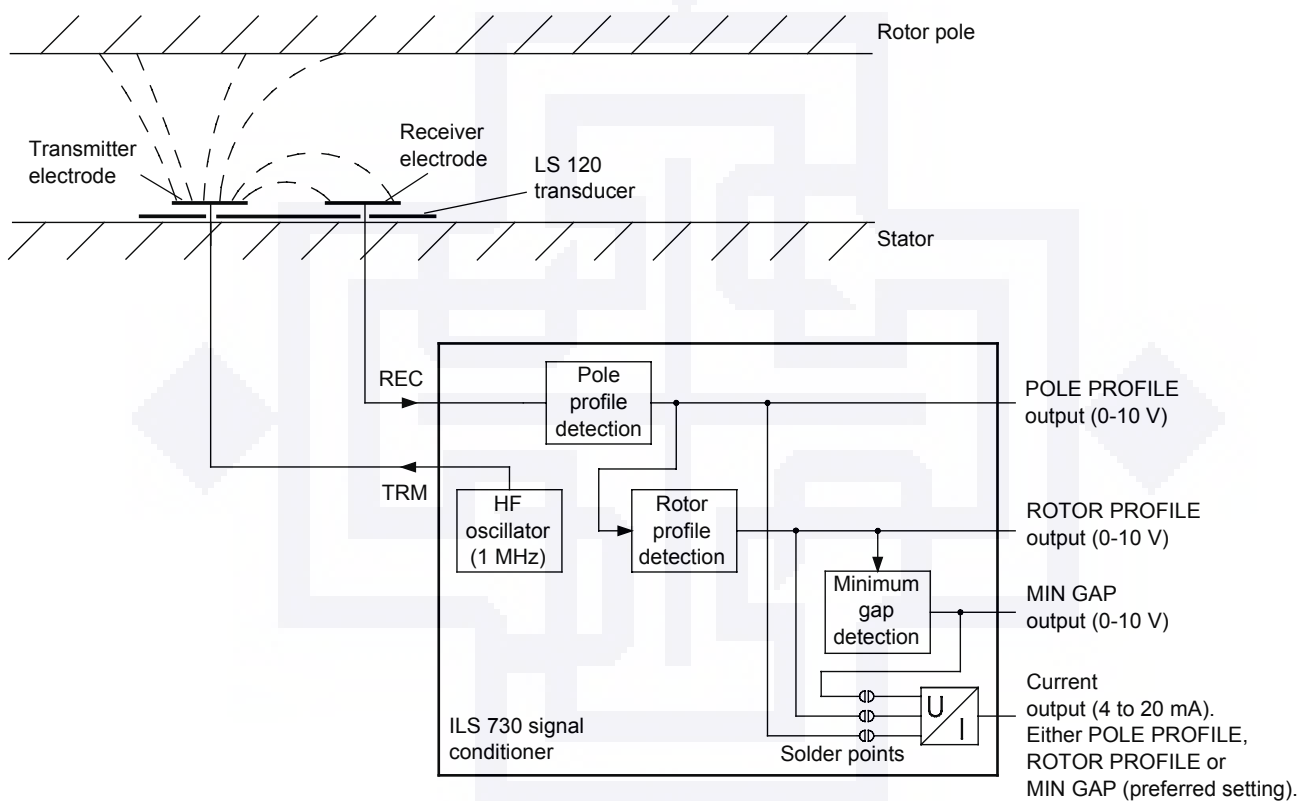 Rotor pole
Transmitter
electrode
Receiver
electrode
LS 120
transducer
Stator
REC
Pole
profile
detection
POLE PROFILE
output (0-10 V)
TRM
HF
oscillator
(1 MHz)
Rotor
profile
detection
ROTOR PROFILE
output (0-10 V)
Minimum
gap
detection
MIN GAP
output (0-10 V)
ILS 730 signal
conditioner
Solder points
U
I
Current
output (4 to 20 mA).
Either POLE PROFILE,
ROTOR PROFILE or
MIN GAP (preferred setting).